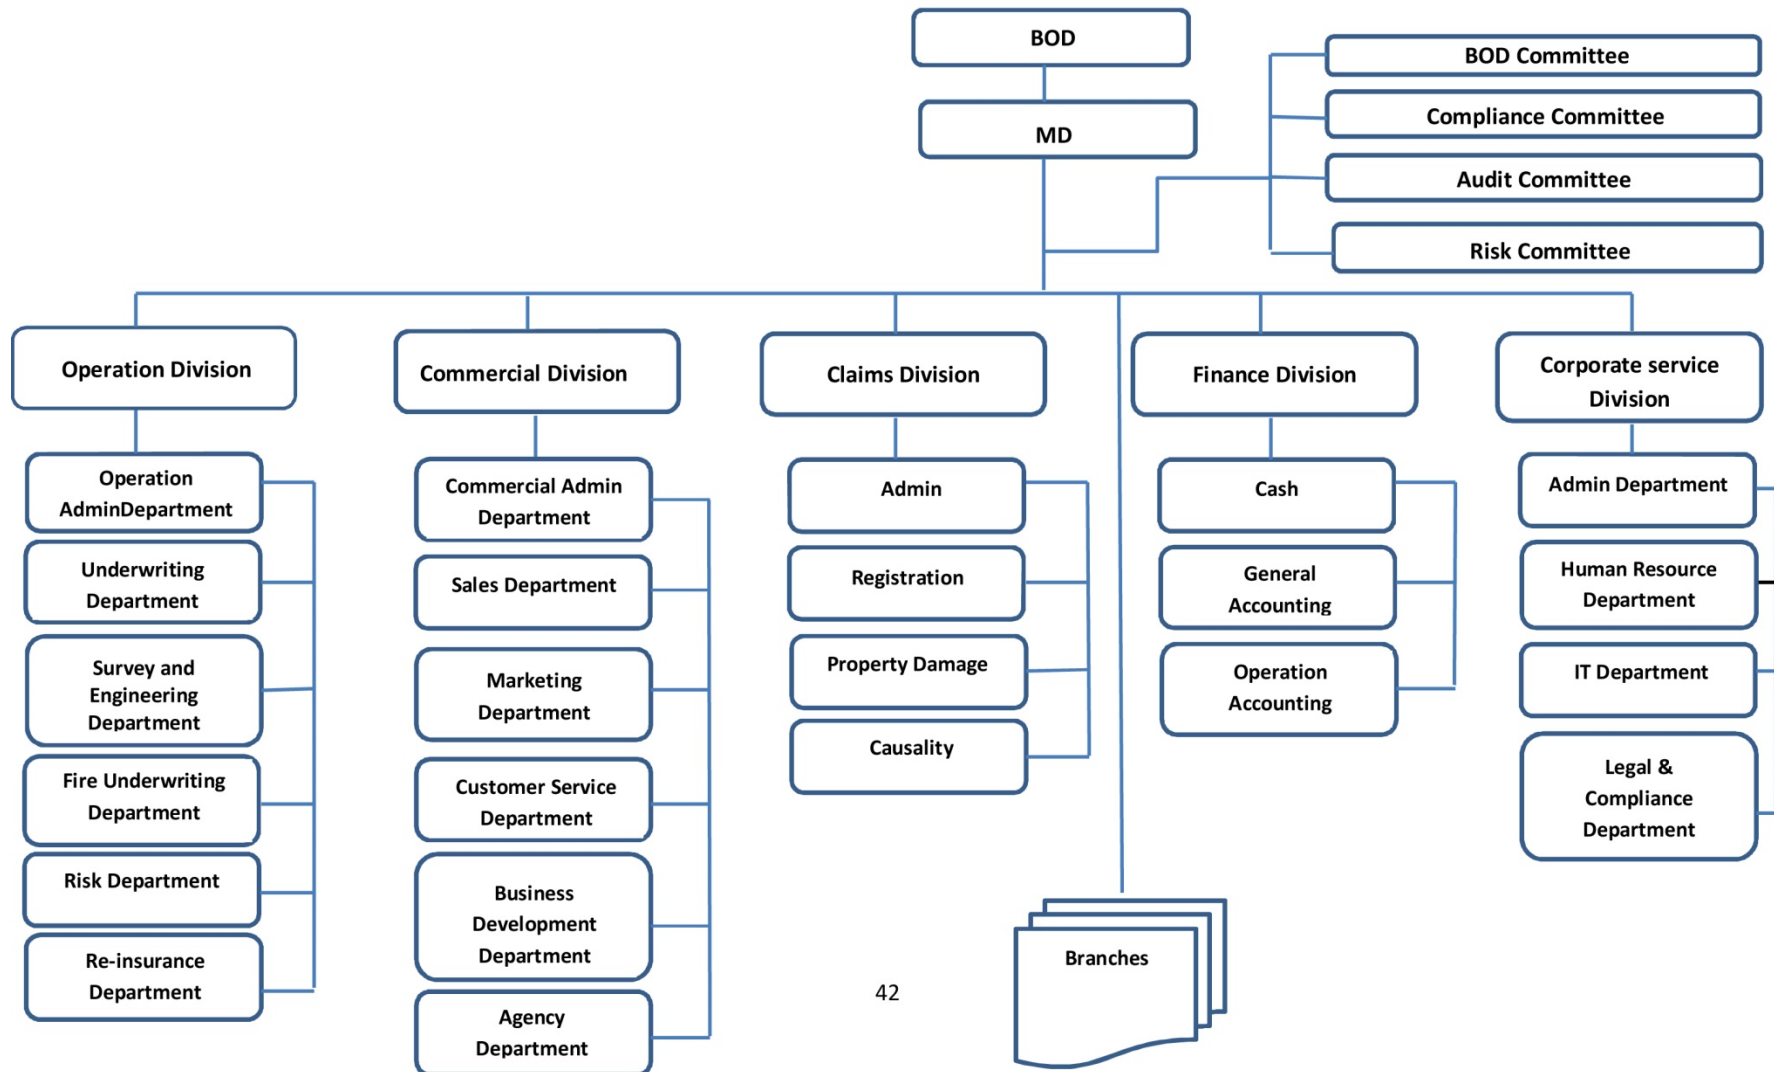 BOD
MD
BOD Committee
Compliance Committee
Audit Committee
Risk Committee
Operation Division
Commercial Division
Claims Division
Finance Division
Corporate service
Division
Operation
AdminDepartment
Underwriting
Department
Survey and
Engineering
Department
Fire Underwriting
Department
Risk Department
Re-insurance
Department
Commercial Admin
Department
Sales Department
Marketing
Department
Customer Service
Department
Business
Development
Department
Agency
Department
Admin
Registration
Property Damage
Causality
Cash
General
Accounting
Operation
Accounting
Admin Department
Human Resource
Department
IT Department
Legal &
Compliance
Department
Branches
42